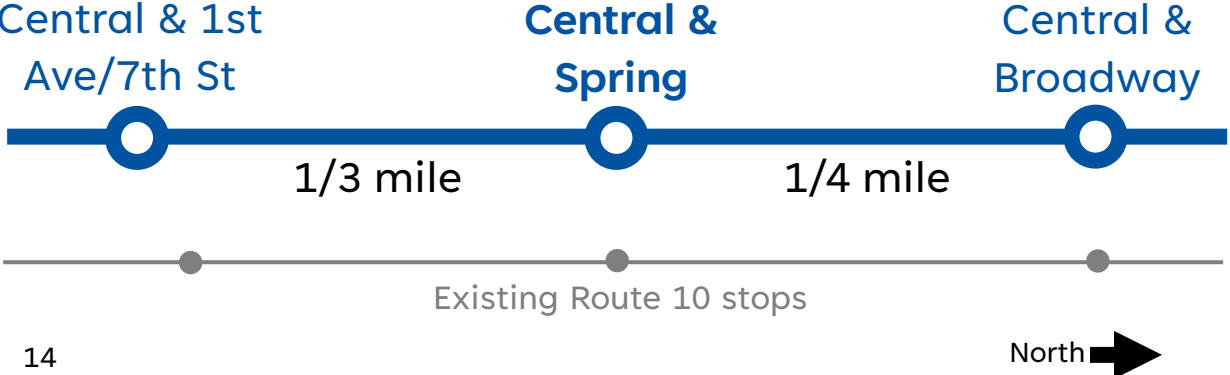 Central & 1st
Ave/7th St
Central &
Spring
Central &
Broadway
1/3 mile
1/4 mile
Existing Route 10 stops
14
North